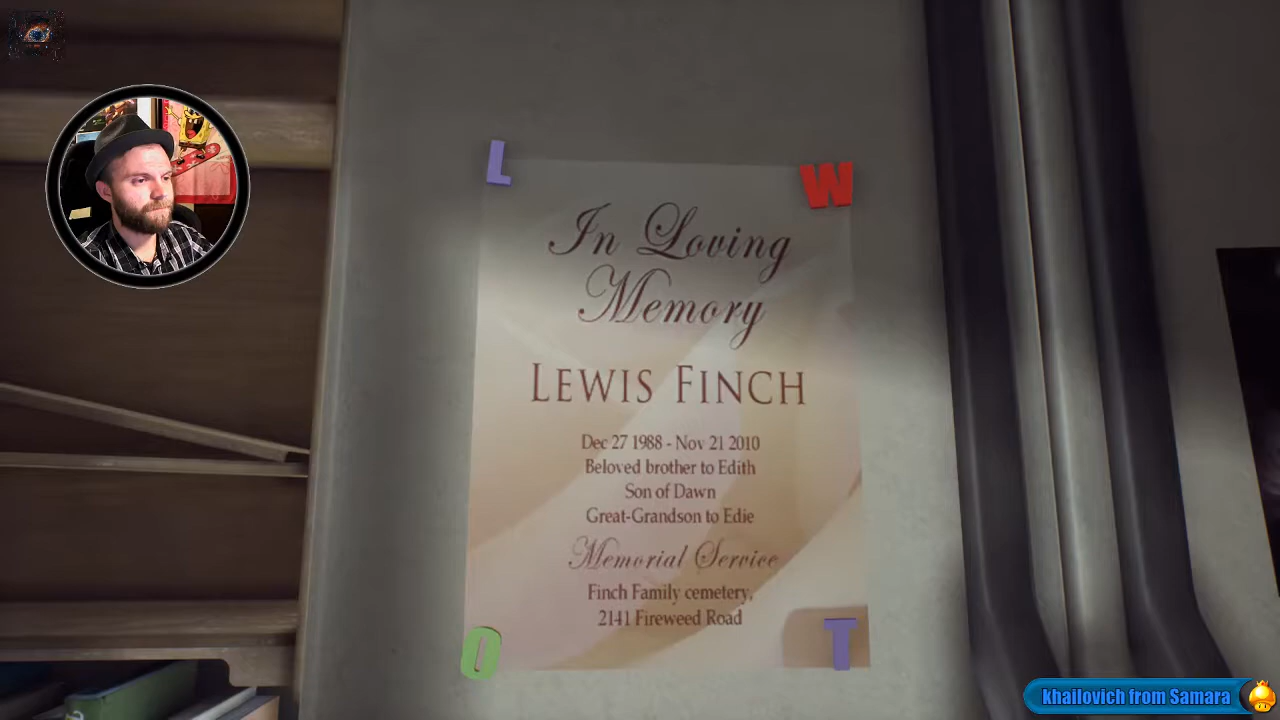 L
W
In Loving
Memory
LEWIS FINCH
Dec 27 1988 - Nov 21 2010
Beloved brother to Edith
Son of Dawn
Great-Grandson to Edie
Memorial Service
Finch Family cemetery,
2141 Fireweed Road
O
T
khailovich from Samara